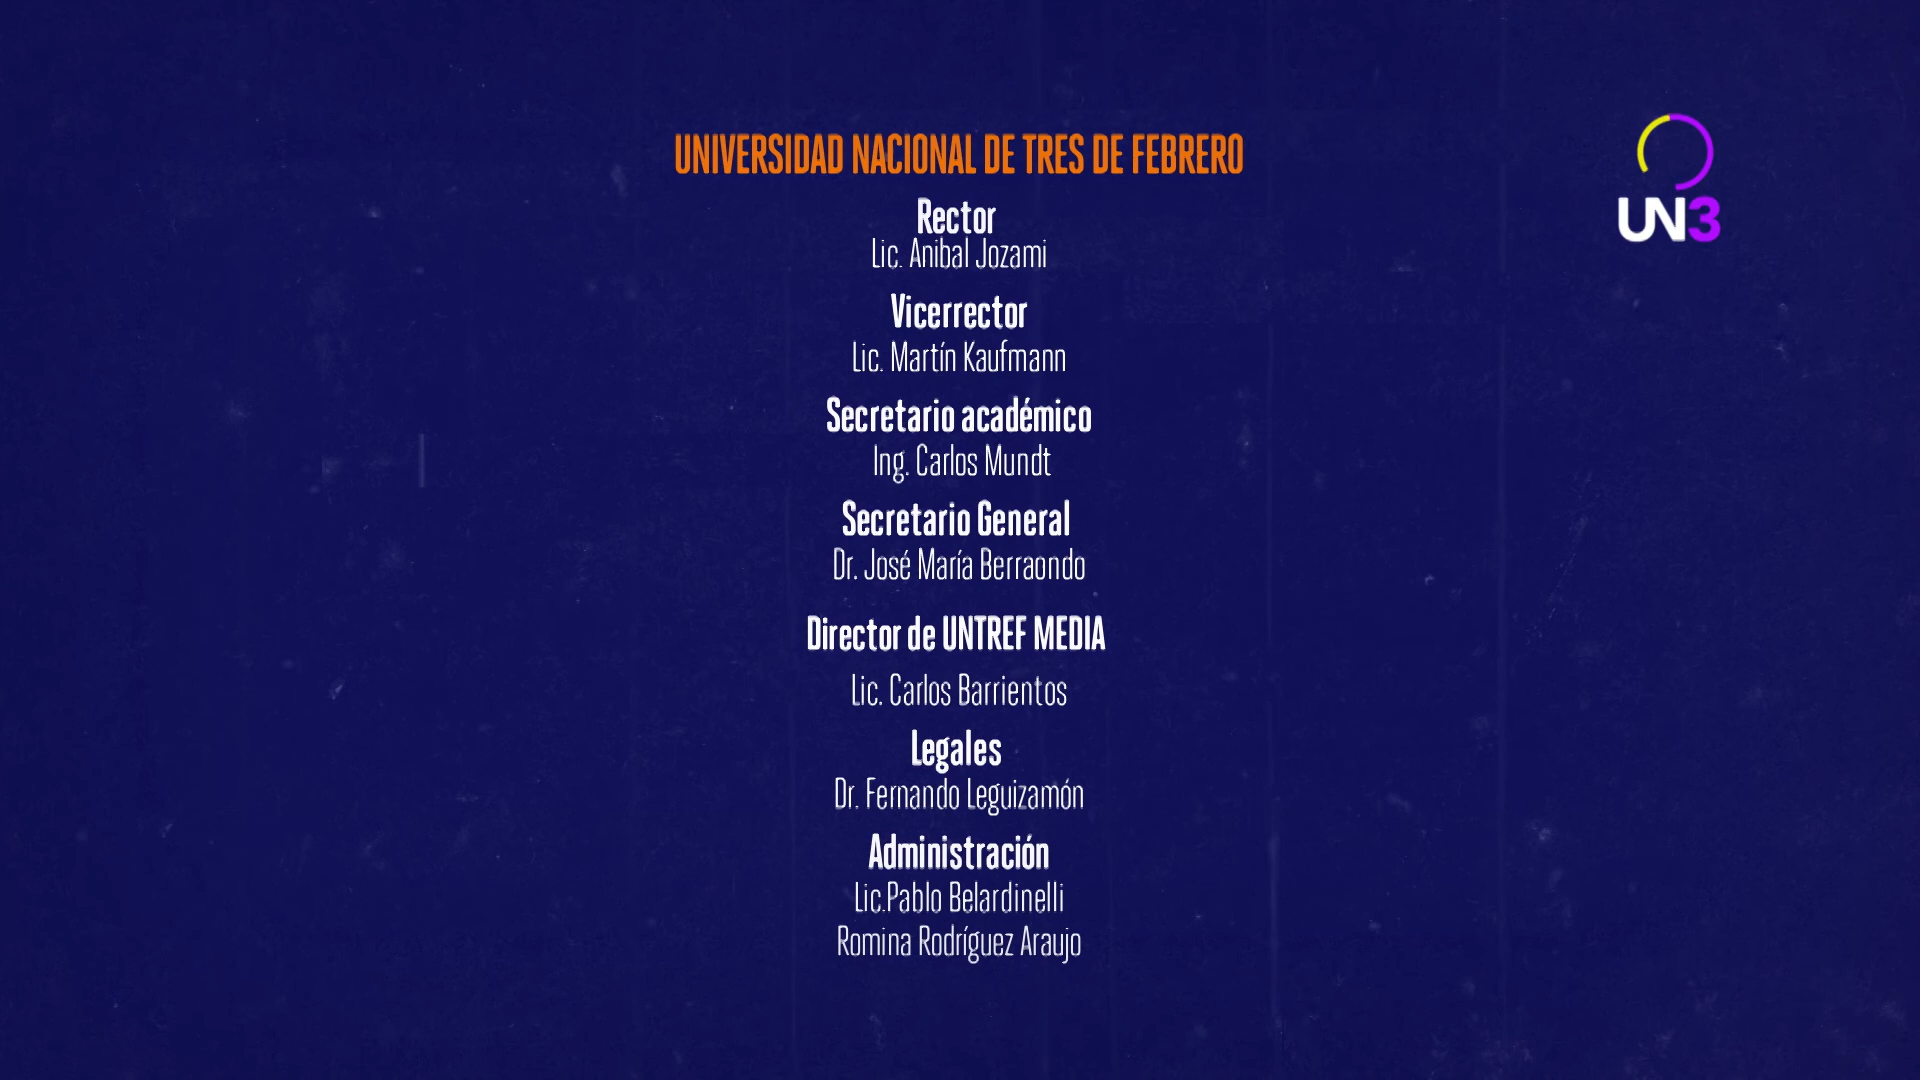 UNIVERSIDAD NACIONAL DE TRES DE FEBRERO
UN3
Rector
Lic. Anibal Jozami
Vicerrector
Lic. Martín Kaufmann
Secretario académico
Ing. Carlos Mundt
Secretario General
Dr. José María Berraondo
Director de UNTREF MEDIA
Lic. Carlos Barrientos
Legales
Dr. Fernando Leguizamón
Administración
Lic.Pablo Belardinelli
Romina Rodríguez Araujo